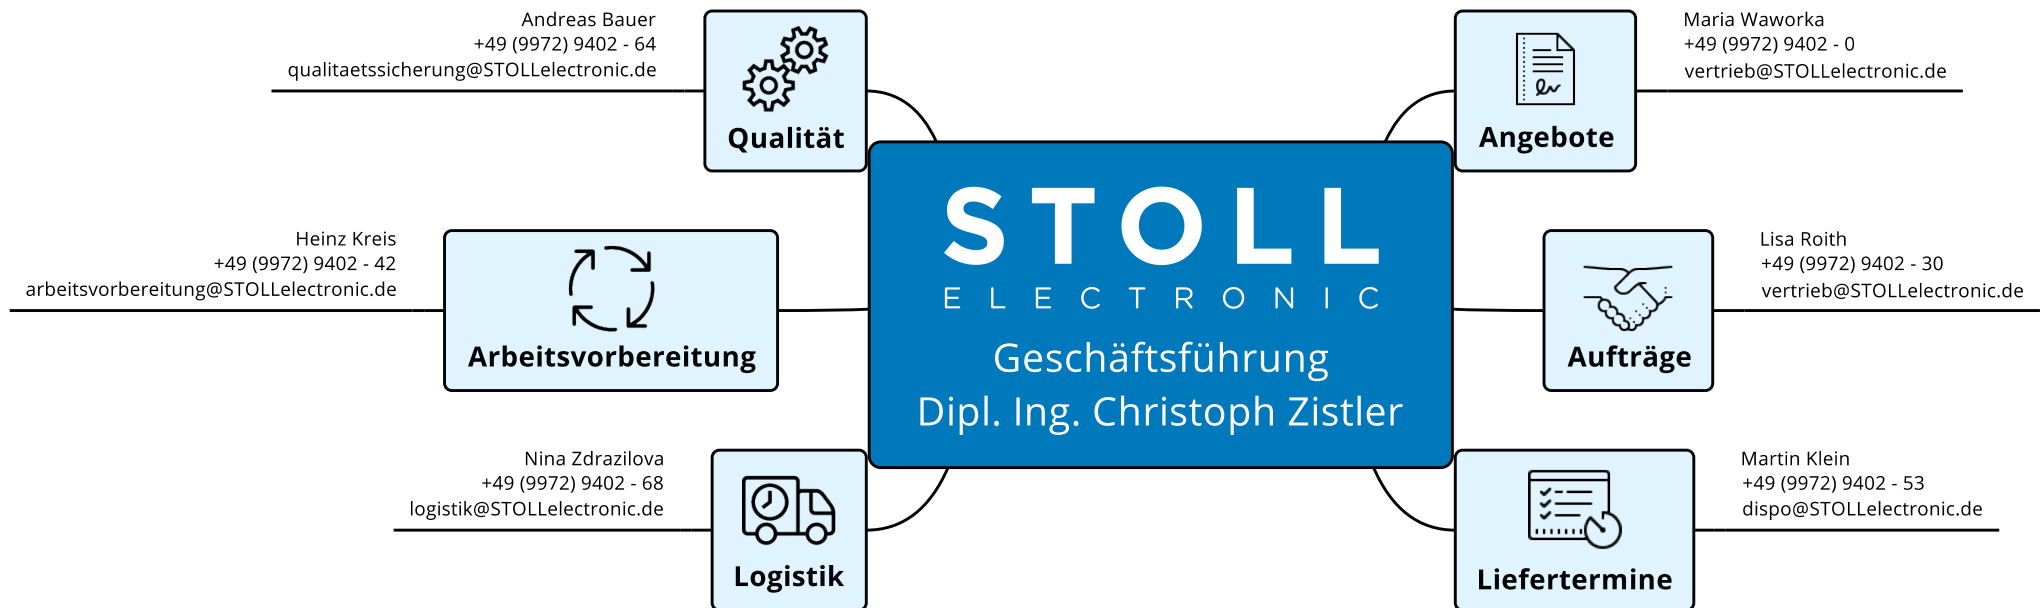 Andreas Bauer
+49 (9972) 9402 - 64
qualitaetssicherung@STOLLelectronic.de
Qualität
Heinz Kreis
+49 (9972) 9402 - 42
arbeitsvorbereitung@STOLLelectronic.de
Arbeitsvorbereitung
Nina Zdrazilova
+49 (9972) 9402 - 68
logistik@STOLLelectronic.de
Logistik
STOLL
ELECTRONIC
Geschäftsführung
Dipl. Ing. Christoph Zistler
Angebote
Maria Waworka
+49 (9972) 9402 - 0
vertrieb@STOLLelectronic.de
Aufträge
Lisa Roith
+49 (9972) 9402 - 30
vertrieb@STOLLelectronic.de
Liefertermine
Martin Klein
+49 (9972) 9402 - 53
dispo@STOLLelectronic.de